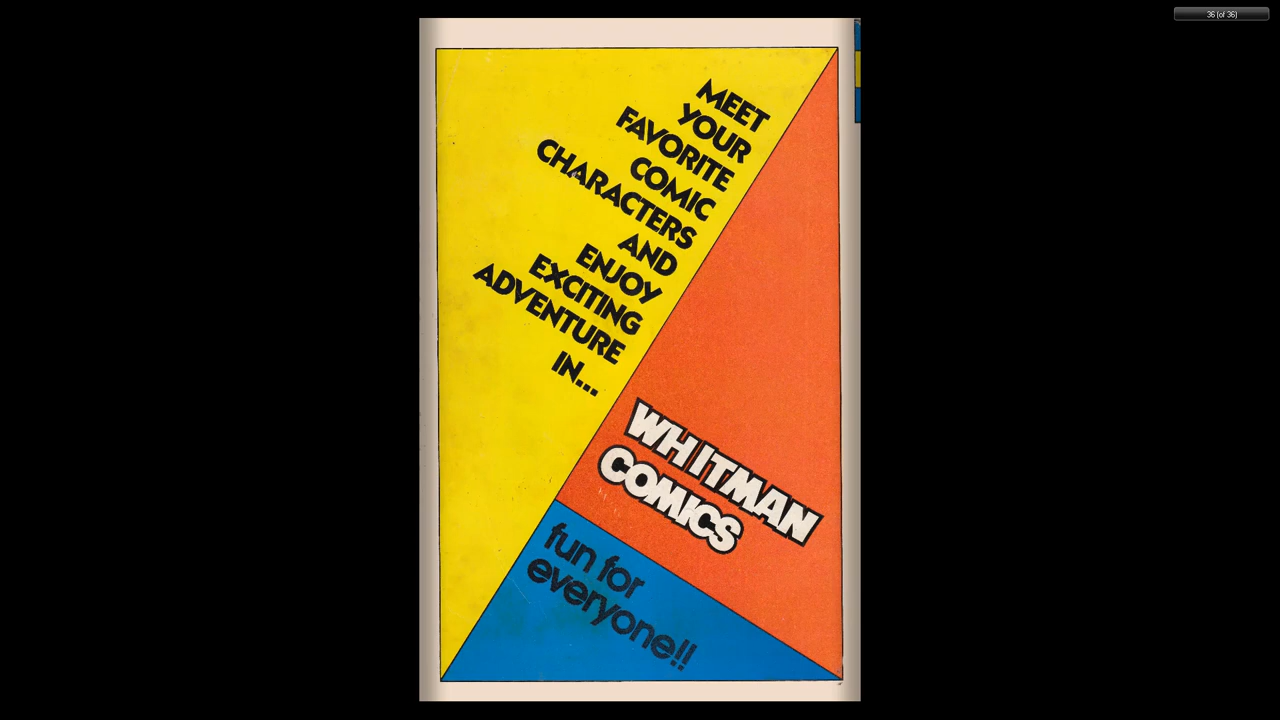 36 (of 36)
MEET
YOUR
FAVORITE
COMIC
CHARACTERS
AND
ENJOY
EXCITING
ADVENTURE
IN...
WHITMAN
COMICS
fun for
everyone!!